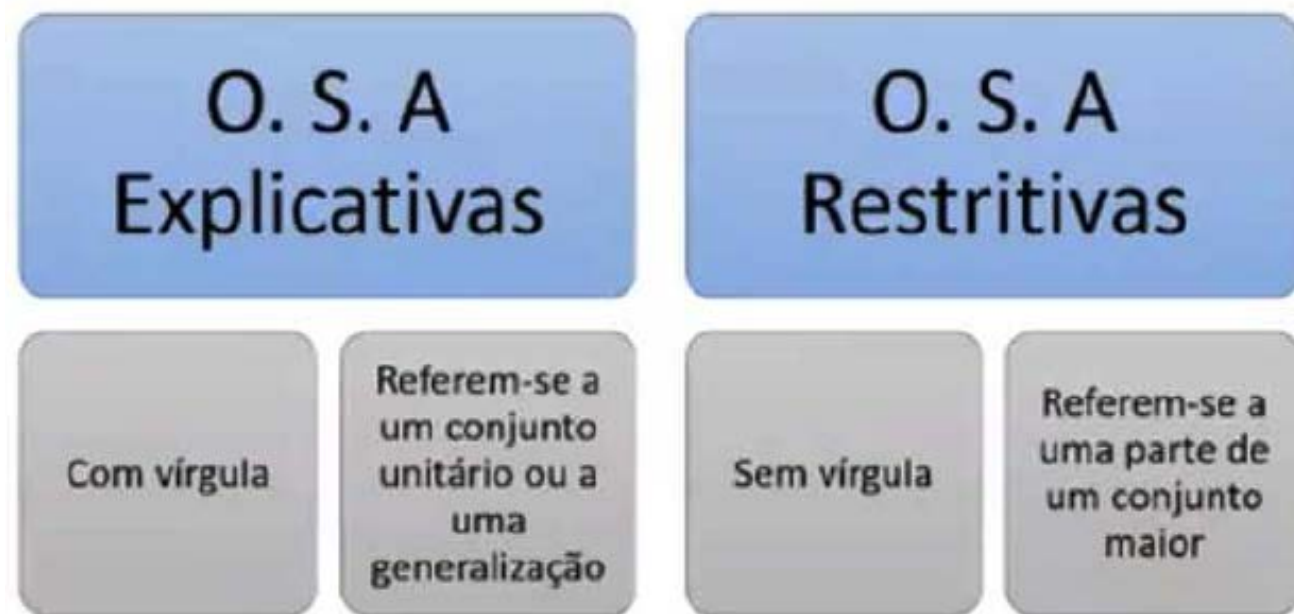 O. S. A
Explicativas
O. S. A
Restritivas
Com vírgula
Referem-se a
um conjunto
unitário ou a
uma
generalização
Sem vírgula
Referem-se a
uma parte de
um conjunto
maior